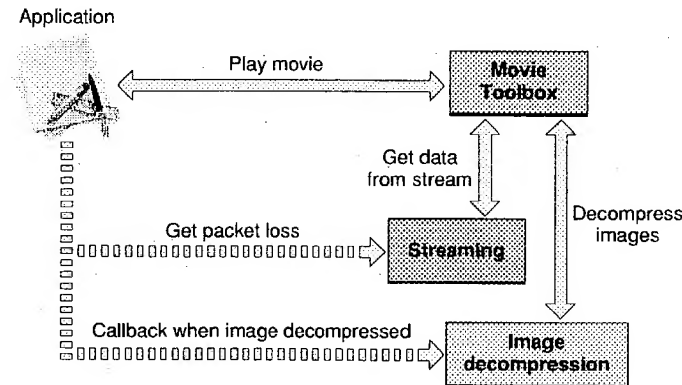 Application
Play movie
Movie
Toolbox
Get data
from stream
Decompress
images
Get packet loss
Streaming
Callback when image decompressed
Image
decompression